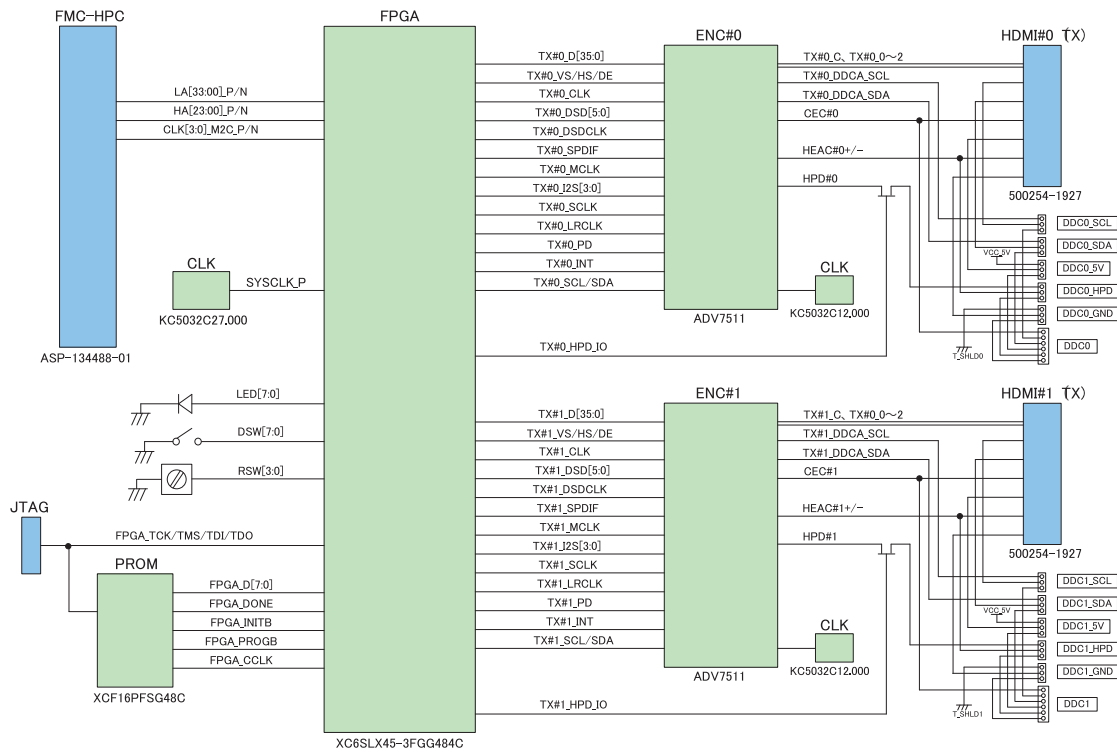 FMC-HPC
LA[33:00]_P/N
HA[23:00]_P/N
CLK[3:0]_M2C_P/N
ASP-134488-01
CLK
SYSCLK_P
KC5032C27.000
LED[7:0]
DSW[7:0]
RSW[3:0]
JTAG
FPGA_TCK/TMS/TDI/TDO
PROM
FPGA_D[7:0]
FPGA_DONE
FPGA_INITB
FPGA_PROGB
FPGA_CCLK
XCF16PFSG48C
FPGA
XC6SLX45-3FGG484C
TX#0_D[35:0]
TX#0_VS/HS/DE
TX#0_CLK
TX#0_DSD[5:0]
TX#0_DSDCLK
TX#0_SPDIF
TX#0_MCLK
TX#0_I2S[3:0]
TX#0_SCLK
TX#0_LRCLK
TX#0_PD
TX#0_INT
TX#0_SCL/SDA
TX#0_HPD_IO
ENC#0
ADV7511
TX#0_C、TX#0_0～2
TX#0_DDCA_SCL
TX#0_DDCA_SDA
CEC#0
HEAC#0+/-
HPD#0
CLK
KC5032C12.000
HDMI#0 (TX)
500254-1927
DDC0_SCL
DDC0_SDA
VCC_5V
DDC0_5V
DDC0_HPD
DDC0_GND
T_SHLD0
DDC0
TX#1_D[35:0]
TX#1_VS/HS/DE
TX#1_CLK
TX#1_DSD[5:0]
TX#1_DSDCLK
TX#1_SPDIF
TX#1_MCLK
TX#1_I2S[3:0]
TX#1_SCLK
TX#1_LRCLK
TX#1_PD
TX#1_INT
TX#1_SCL/SDA
TX#1_HPD_IO
ENC#1
ADV7511
TX#1_C、TX#1_0～2
TX#1_DDCA_SCL
TX#1_DDCA_SDA
CEC#1
HEAC#1+/-
HPD#1
CLK
KC5032C12.000
HDMI#1 (TX)
500254-1927
DDC1_SCL
DDC1_SDA
VCC_5V
DDC1_5V
DDC1_HPD
DDC1_GND
T_SHLD1
DDC1